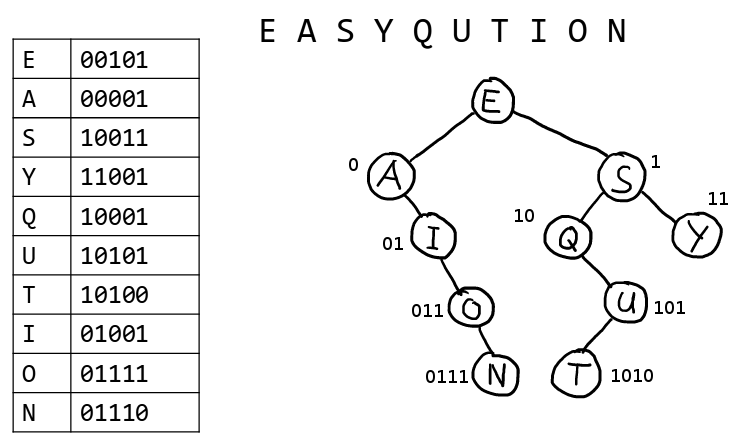 E A S Y Q U T I O N
E 00101
A 00001
S 10011
Y 11001
Q 10001
U 10101
T 10100
I 01001
O 01111
N 01110
E
0 A S 1
01 I 10 Q Y 11
011 O U 101
0111 N T 1010